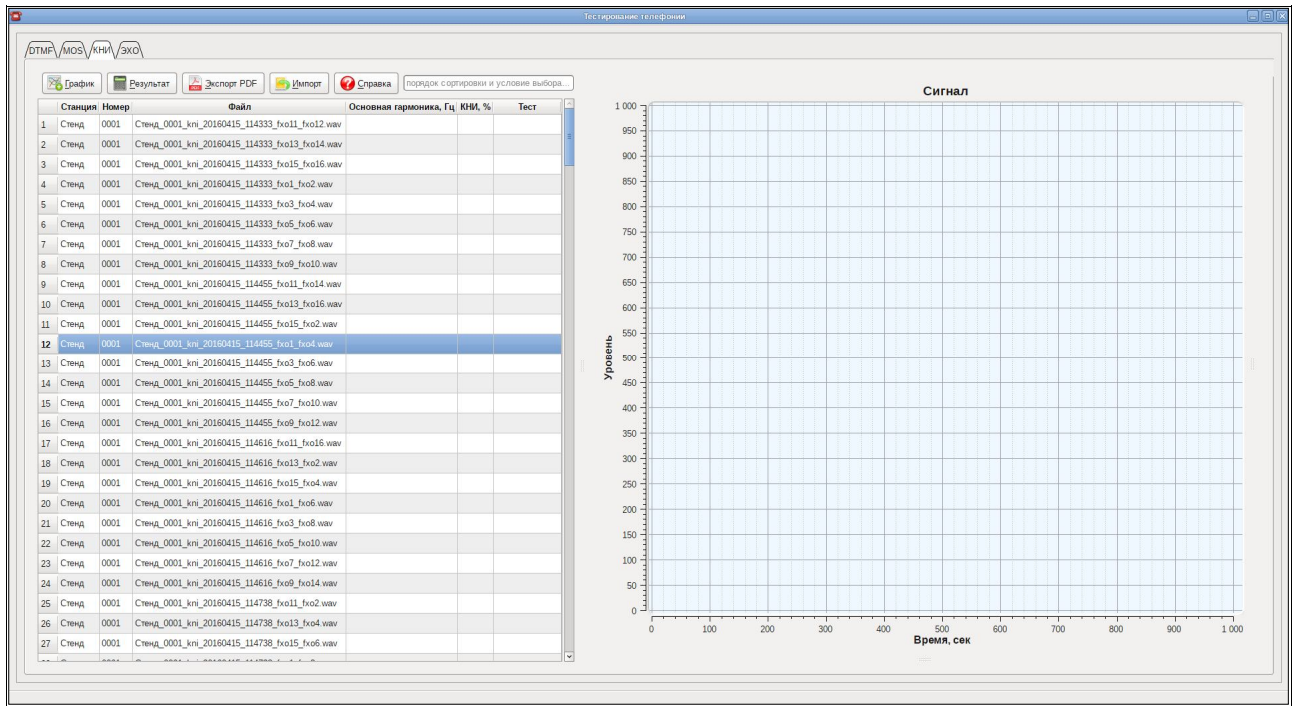 Тестирование телефонии
DTMF MOS КНИ ЭХО
График Результат Экспорт PDF Импорт Справка порядок сортировки и условие выбора...
Станция Номер Файл Основная гармоника, Гц КНИ, % Тест
1 Стенд 0001 Стенд_0001_kni_20160415_114333_fxo11_fxo12.wav
2 Стенд 0001 Стенд_0001_kni_20160415_114333_fxo13_fxo14.wav
3 Стенд 0001 Стенд_0001_kni_20160415_114333_fxo15_fxo16.wav
4 Стенд 0001 Стенд_0001_kni_20160415_114333_fxo1_fxo2.wav
5 Стенд 0001 Стенд_0001_kni_20160415_114333_fxo3_fxo4.wav
6 Стенд 0001 Стенд_0001_kni_20160415_114333_fxo5_fxo6.wav
7 Стенд 0001 Стенд_0001_kni_20160415_114333_fxo7_fxo8.wav
8 Стенд 0001 Стенд_0001_kni_20160415_114333_fxo9_fxo10.wav
9 Стенд 0001 Стенд_0001_kni_20160415_114455_fxo11_fxo14.wav
10 Стенд 0001 Стенд_0001_kni_20160415_114455_fxo13_fxo16.wav
11 Стенд 0001 Стенд_0001_kni_20160415_114455_fxo15_fxo2.wav
12 Стенд 0001 Стенд_0001_kni_20160415_114455_fxo1_fxo4.wav
13 Стенд 0001 Стенд_0001_kni_20160415_114455_fxo3_fxo6.wav
14 Стенд 0001 Стенд_0001_kni_20160415_114455_fxo5_fxo8.wav
15 Стенд 0001 Стенд_0001_kni_20160415_114455_fxo7_fxo10.wav
16 Стенд 0001 Стенд_0001_kni_20160415_114455_fxo9_fxo12.wav
17 Стенд 0001 Стенд_0001_kni_20160415_114616_fxo11_fxo16.wav
18 Стенд 0001 Стенд_0001_kni_20160415_114616_fxo13_fxo2.wav
19 Стенд 0001 Стенд_0001_kni_20160415_114616_fxo15_fxo4.wav
20 Стенд 0001 Стенд_0001_kni_20160415_114616_fxo1_fxo6.wav
21 Стенд 0001 Стенд_0001_kni_20160415_114616_fxo3_fxo8.wav
22 Стенд 0001 Стенд_0001_kni_20160415_114616_fxo5_fxo10.wav
23 Стенд 0001 Стенд_0001_kni_20160415_114616_fxo7_fxo12.wav
24 Стенд 0001 Стенд_0001_kni_20160415_114616_fxo9_fxo14.wav
25 Стенд 0001 Стенд_0001_kni_20160415_114738_fxo11_fxo2.wav
26 Стенд 0001 Стенд_0001_kni_20160415_114738_fxo13_fxo4.wav
27 Стенд 0001 Стенд_0001_kni_20160415_114738_fxo15_fxo6.wav
Сигнал
Уровень
1 000
950
900
850
800
750
700
650
600
550
500
450
400
350
300
250
200
150
100
50
0
0 100 200 300 400 500 600 700 800 900 1 000
Время, сек